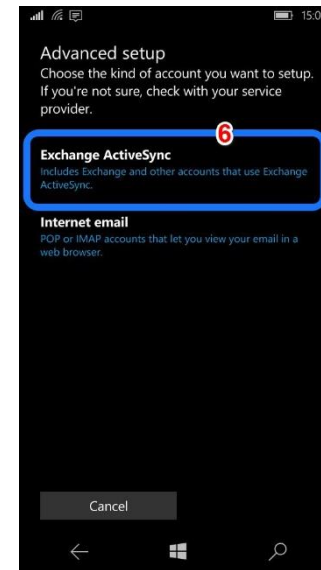 15:0
Advanced setup
Choose the kind of account you want to setup.
If you're not sure, check with your service
provider.
6
Exchange ActiveSync
Includes Exchange and other accounts that use Exchange
ActiveSync.
Internet email
POP or IMAP accounts that let you view your email in a
web browser.
Cancel